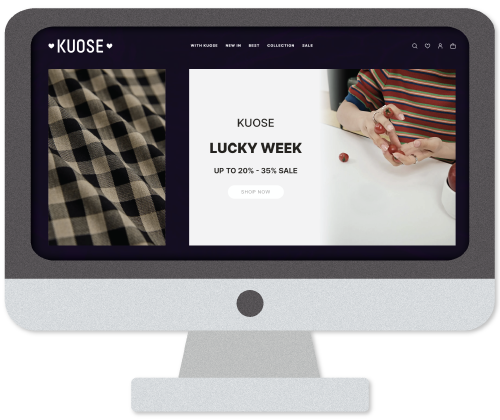 KUOSE
WITH KUOSE NEW IN BEST COLLECTION SALE
KUOSE
LUCKY WEEK
UP TO 20% - 35% SALE
SHOP NOW